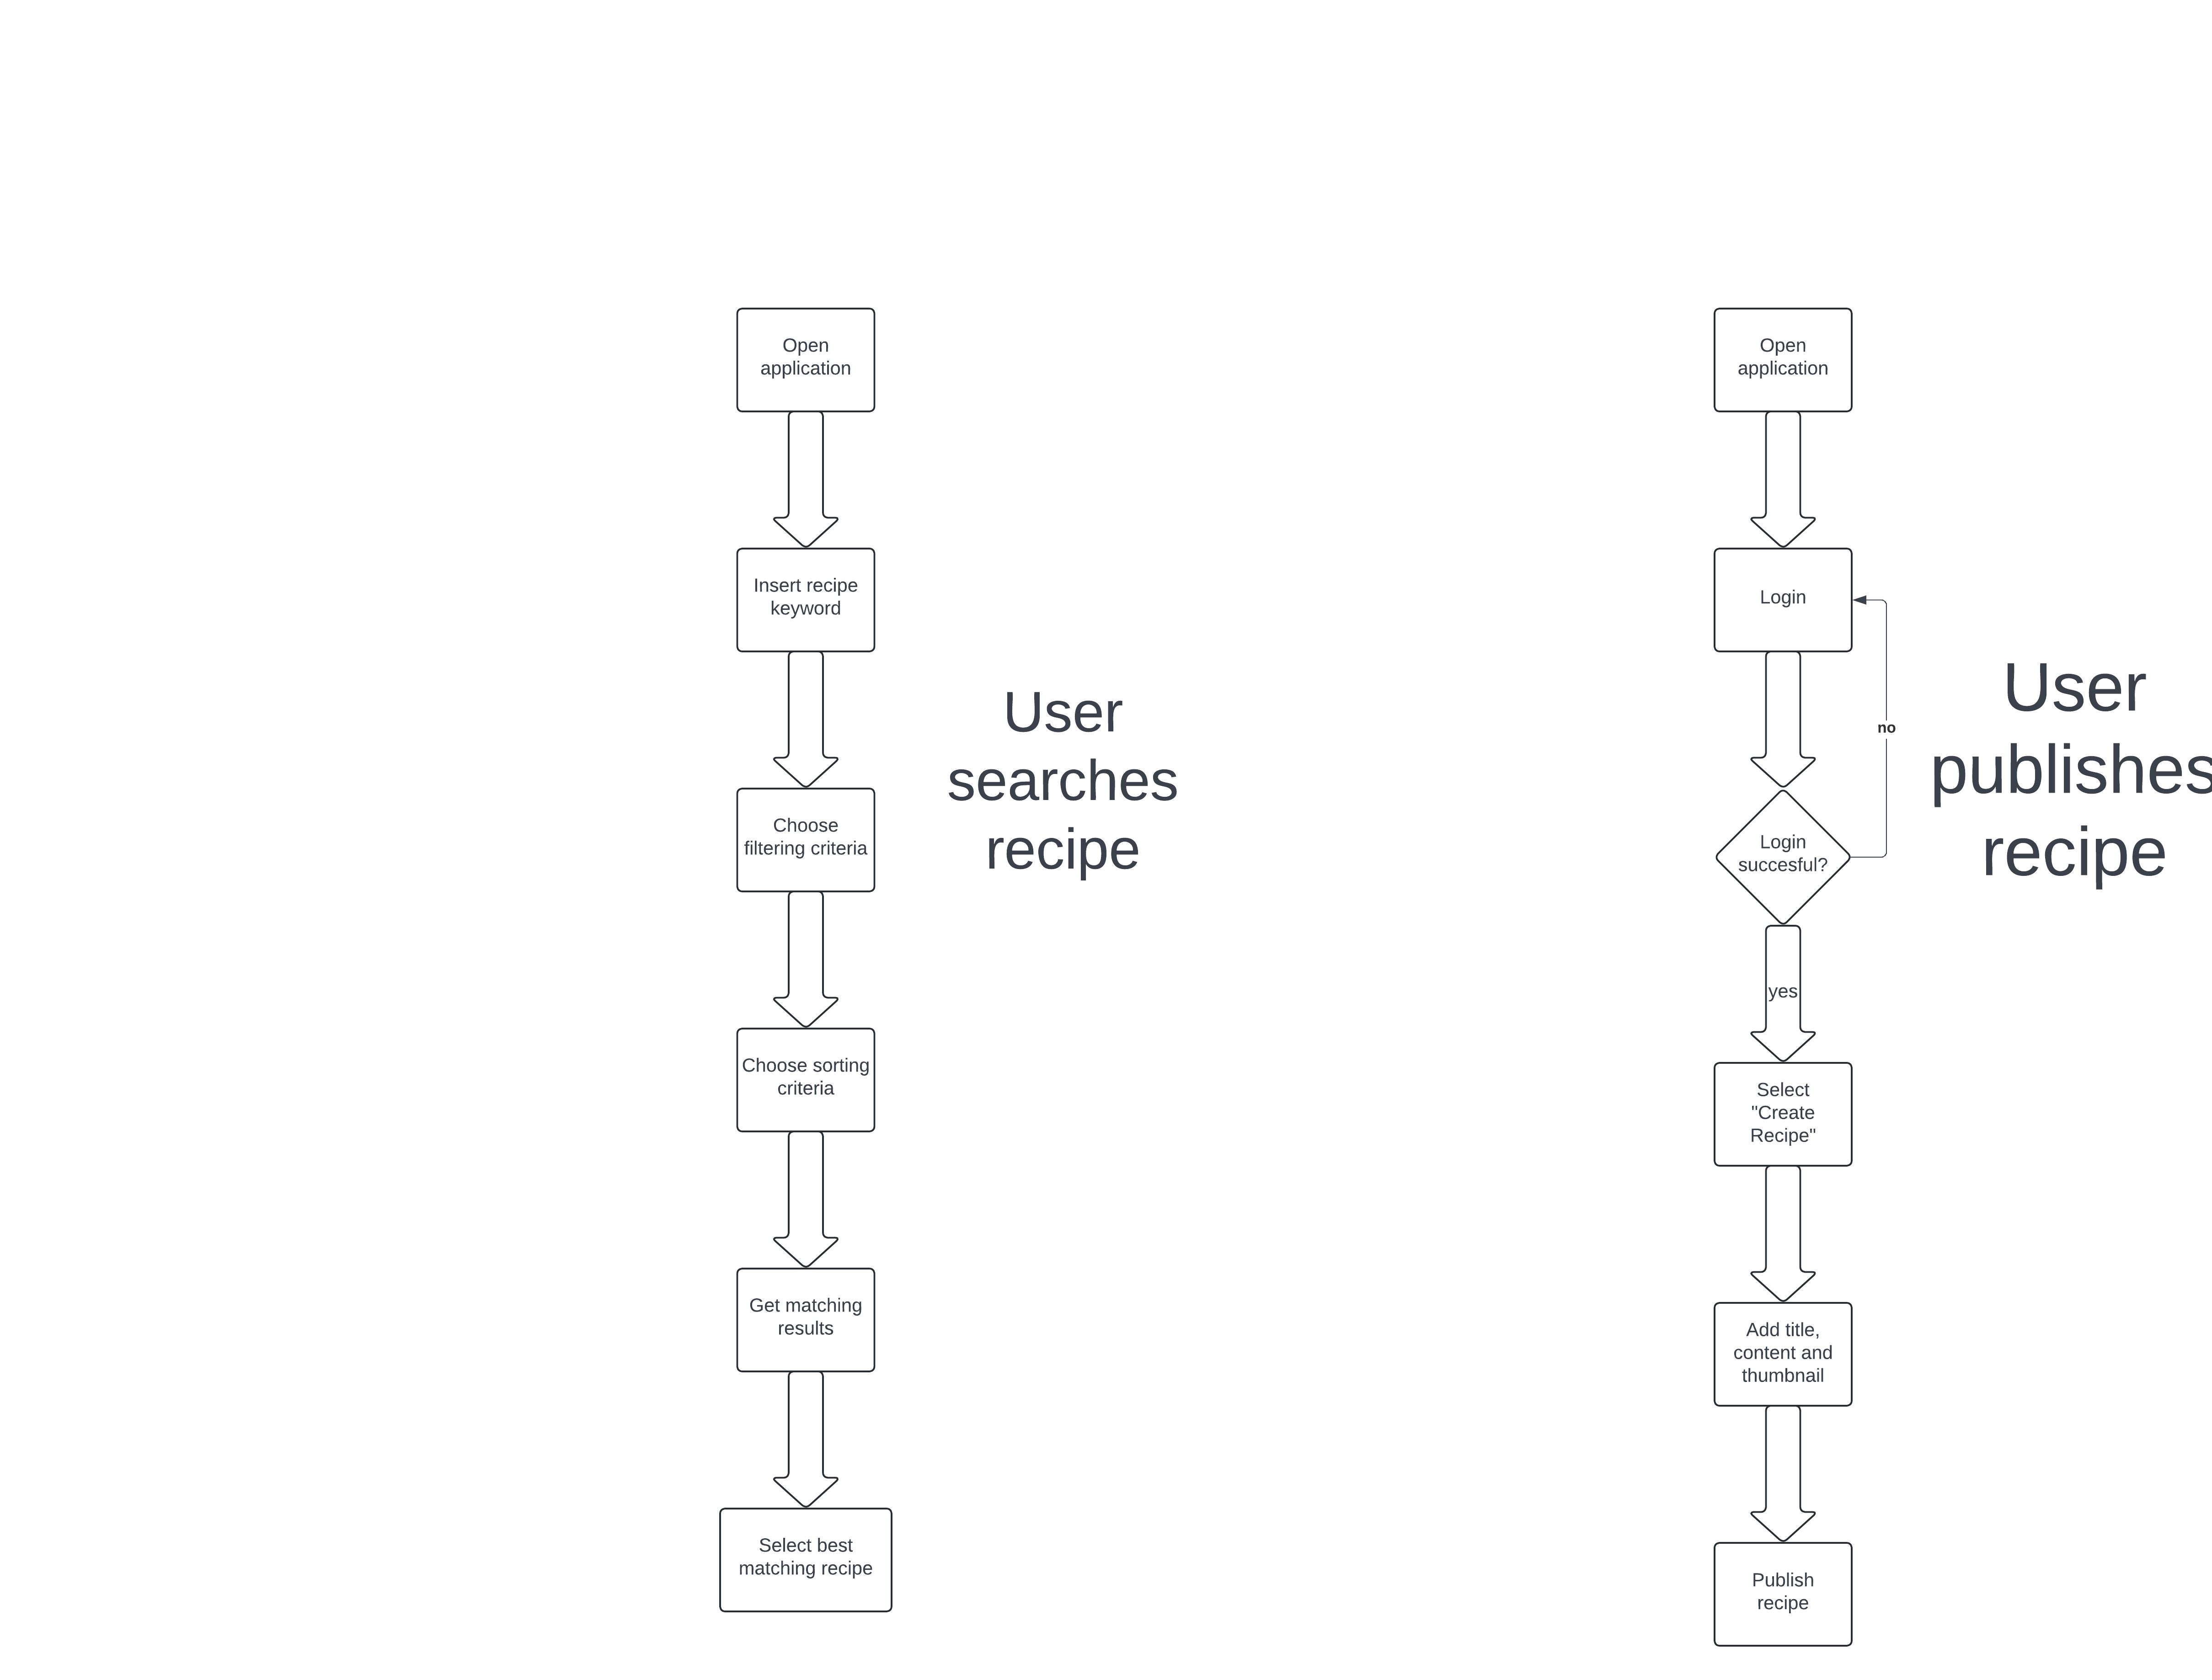 Open
application
Insert recipe
keyword
Choose
filtering criteria
Choose sorting
criteria
Get matching
results
Select best
matching recipe
User
searches
recipe
Open
application
Login
no
Login
succesful?
yes
Select
"Create
Recipe"
Add title,
content and
thumbnail
Publish
recipe
User
publishes
recipe